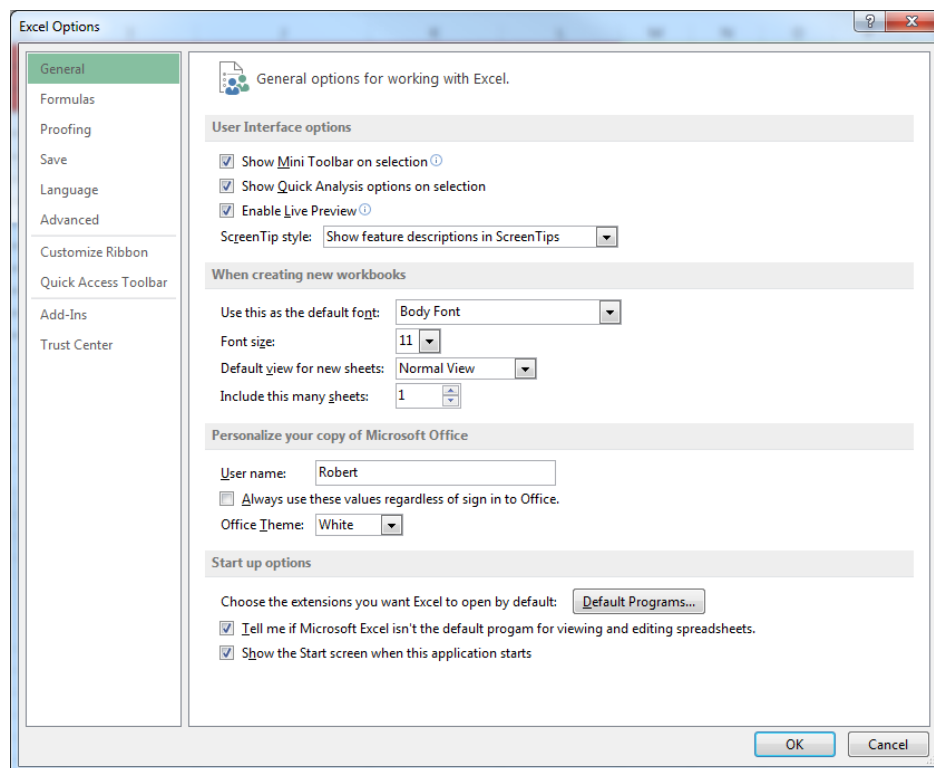 Excel Options
General
Formulas
Proofing
Save
Language
Advanced
Customize Ribbon
Quick Access Toolbar
Add-Ins
Trust Center
General options for working with Excel.
User Interface options
Show Mini Toolbar on selection
Show Quick Analysis options on selection
Enable Live Preview
ScreenTip style: Show feature descriptions in ScreenTips
When creating new workbooks
Use this as the default font: Body Font
Font size: 11
Default view for new sheets: Normal View
Include this many sheets: 1
Personalize your copy of Microsoft Office
User name: Robert
Always use these values regardless of sign in to Office.
Office Theme: White
Start up options
Choose the extensions you want Excel to open by default: Default Programs...
Tell me if Microsoft Excel isn't the default progam for viewing and editing spreadsheets.
Show the Start screen when this application starts
OK Cancel